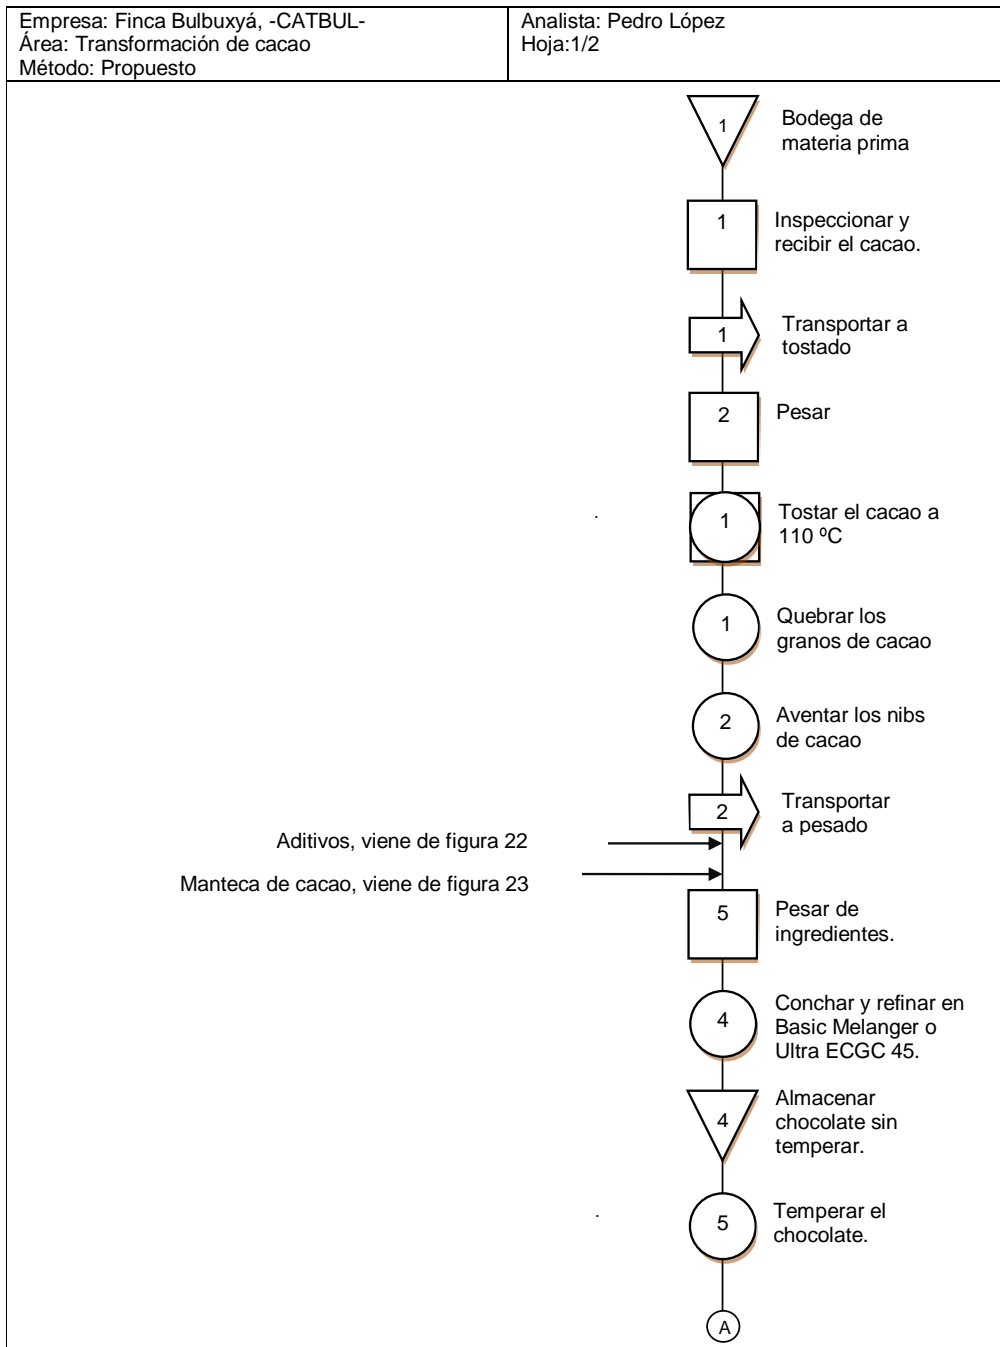 Empresa: Finca Bulbuxyá, -CATBUL-
Área: Transformación de cacao
Método: Propuesto
Analista: Pedro López
Hoja:1/2
1
Bodega de
materia prima
1
Inspeccionar y
recibir el cacao.
1
Transportar a
tostado
2
Pesar
1
Tostar el cacao a
110 ºC
1
Quebrar los
granos de cacao
2
Aventar los nibs
de cacao
2
Transportar
a pesado
Aditivos, viene de figura 22
Manteca de cacao, viene de figura 23
5
Pesar de
ingredientes.
4
Conchar y refinar en
Basic Melanger o
Ultra ECGC 45.
4
Almacenar
chocolate sin
temperar.
5
Temperar el
chocolate.
A